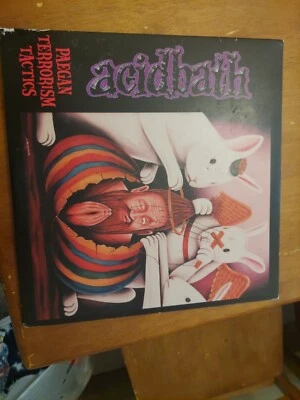 acidbath
PAEGAN
TERRORISM
TACTICS